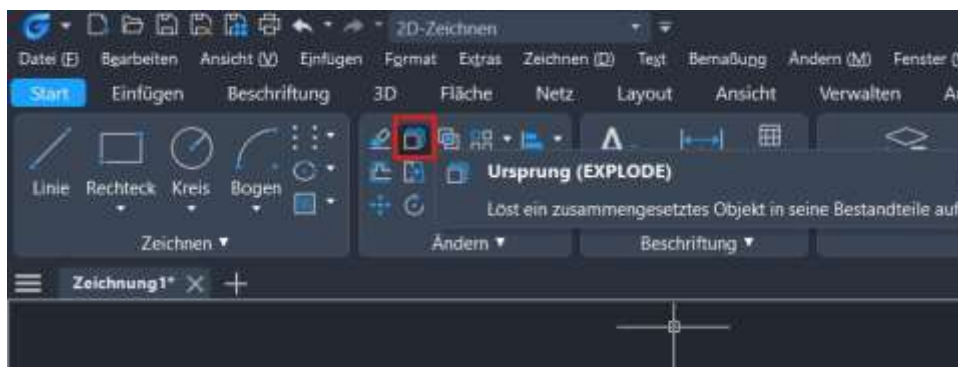 2D-Zeichnen
Datei (E) Bearbeiten Ansicht (V) Einfügen Format Extras Zeichnen (D) Text Bemaßung Ändern (M) Fenster
Start Einfügen Beschriftung 3D Fläche Netz Layout Ansicht Verwalten
A
Linie Rechteck Kreis Bogen
Ursprung (EXPLODE)
Löst ein zusammengesetztes Objekt in seine Bestandteile auf
Zeichnen Ändern Beschriftung
Zeichnung1*